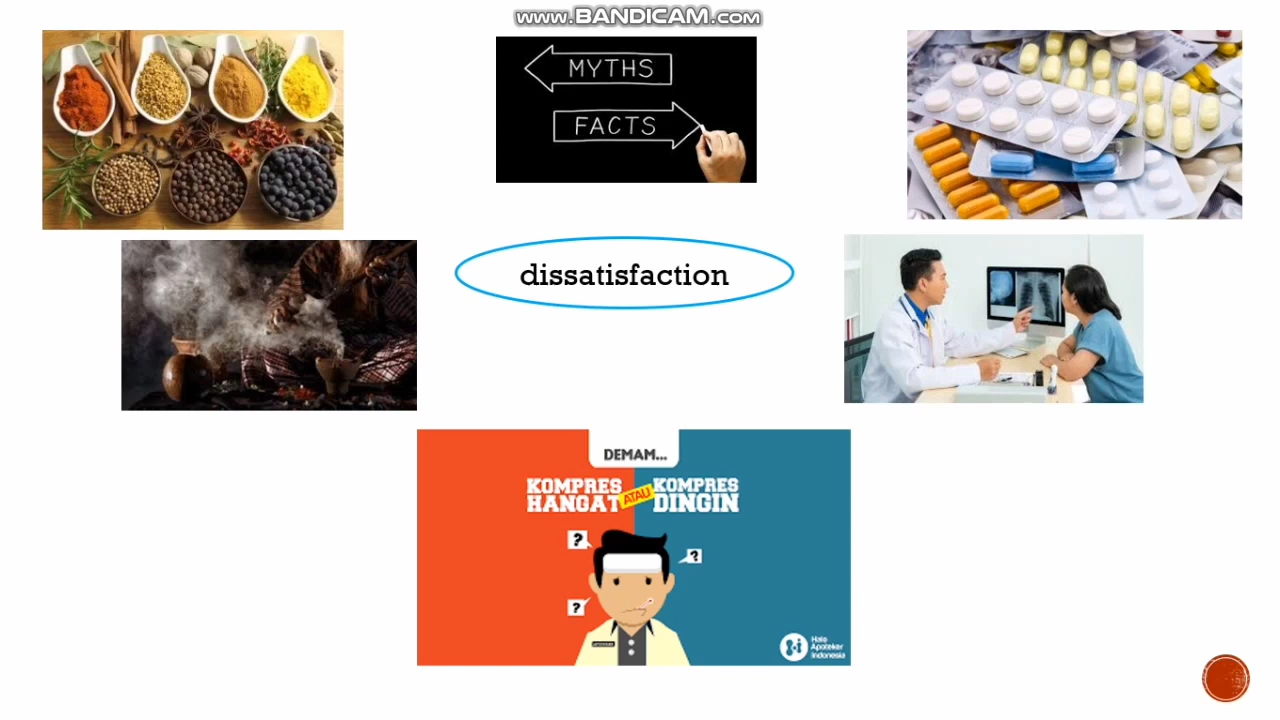 www.BANDICAM.com
MYTHS
FACTS
dissatisfaction
DEMAM...
KOMPRES
HANGAT
ATAU
KOMPRES
DINGIN
?
?
?
Halo
Apoteker
Indonesia